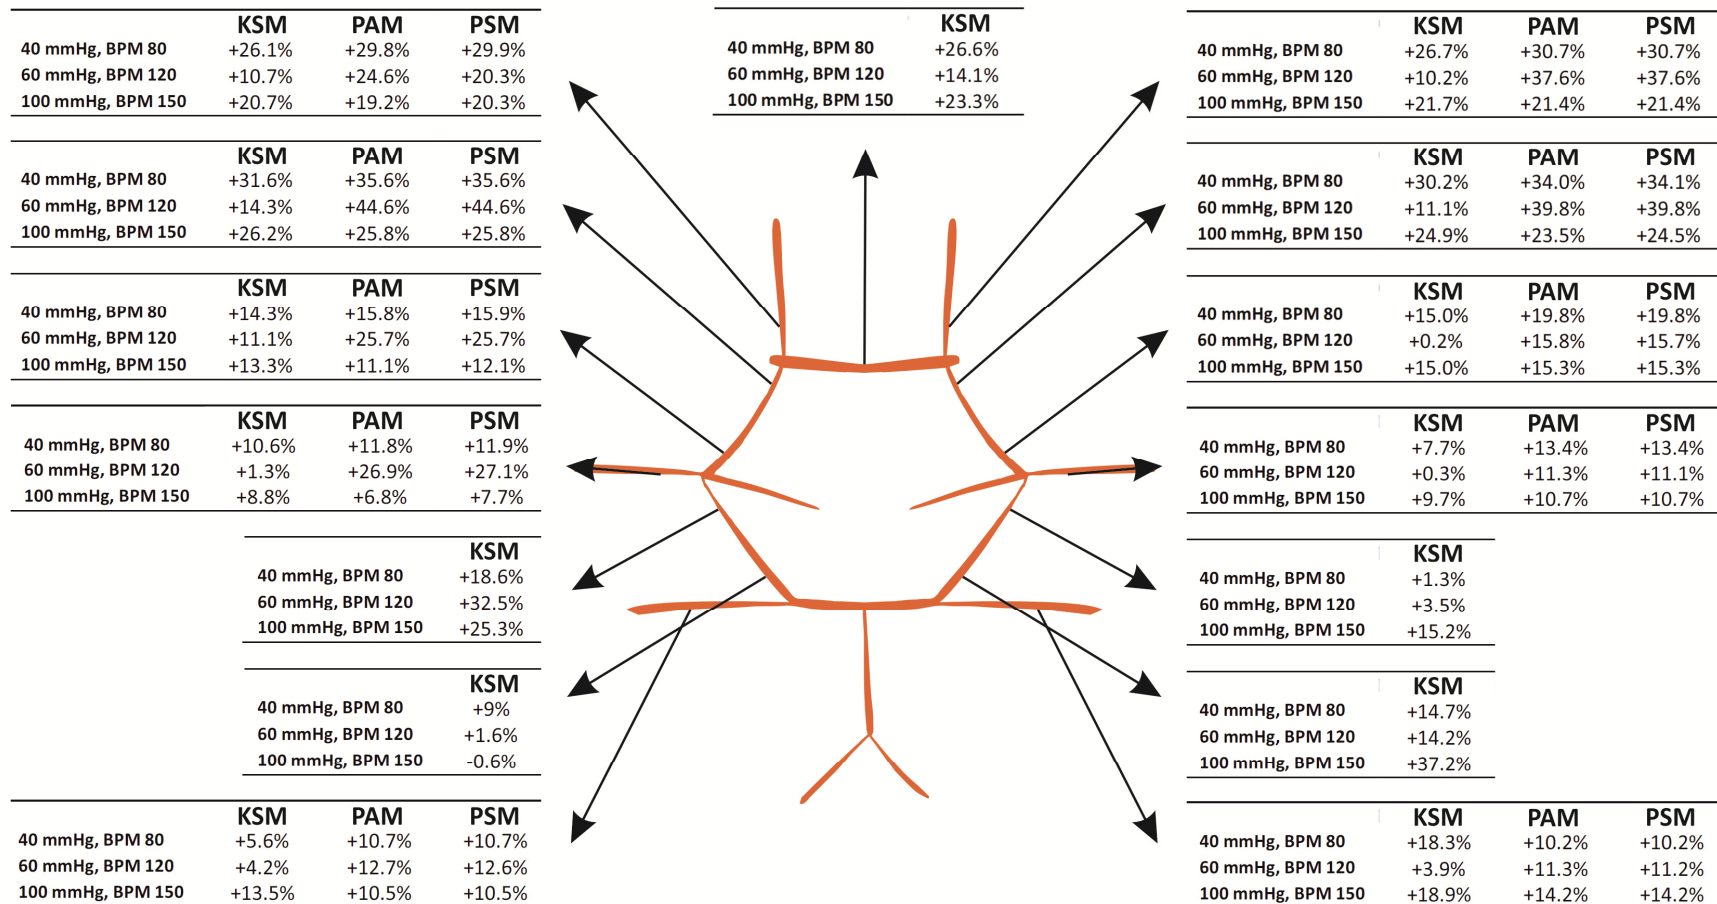 KSM PAM PSM
40 mmHg, BPM 80 +26.1% +29.8% +29.9%
60 mmHg, BPM 120 +10.7% +24.6% +20.3%
100 mmHg, BPM 150 +20.7% +19.2% +20.3%
KSM PAM PSM
40 mmHg, BPM 80 +31.6% +35.6% +35.6%
60 mmHg, BPM 120 +14.3% +44.6% +44.6%
100 mmHg, BPM 150 +26.2% +25.8% +25.8%
KSM PAM PSM
40 mmHg, BPM 80 +14.3% +15.8% +15.9%
60 mmHg, BPM 120 +11.1% +25.7% +25.7%
100 mmHg, BPM 150 +13.3% +11.1% +12.1%
KSM PAM PSM
40 mmHg, BPM 80 +10.6% +11.8% +11.9%
60 mmHg, BPM 120 +1.3% +26.9% +27.1%
100 mmHg, BPM 150 +8.8% +6.8% +7.7%
KSM
40 mmHg, BPM 80 +18.6%
60 mmHg, BPM 120 +32.5%
100 mmHg, BPM 150 +25.3%
KSM
40 mmHg, BPM 80 +9%
60 mmHg, BPM 120 +1.6%
100 mmHg, BPM 150 -0.6%
KSM PAM PSM
40 mmHg, BPM 80 +5.6% +10.7% +10.7%
60 mmHg, BPM 120 +4.2% +12.7% +12.6%
100 mmHg, BPM 150 +13.5% +10.5% +10.5%
KSM
40 mmHg, BPM 80 +26.6%
60 mmHg, BPM 120 +14.1%
100 mmHg, BPM 150 +23.3%
KSM PAM PSM
40 mmHg, BPM 80 +26.7% +30.7% +30.7%
60 mmHg, BPM 120 +10.2% +37.6% +37.6%
100 mmHg, BPM 150 +21.7% +21.4% +21.4%
KSM PAM PSM
40 mmHg, BPM 80 +30.2% +34.0% +34.1%
60 mmHg, BPM 120 +11.1% +39.8% +39.8%
100 mmHg, BPM 150 +24.9% +23.5% +24.5%
KSM PAM PSM
40 mmHg, BPM 80 +15.0% +19.8% +19.8%
60 mmHg, BPM 120 +0.2% +15.8% +15.7%
100 mmHg, BPM 150 +15.0% +15.3% +15.3%
KSM PAM PSM
40 mmHg, BPM 80 +7.7% +13.4% +13.4%
60 mmHg, BPM 120 +0.3% +11.3% +11.1%
100 mmHg, BPM 150 +9.7% +10.7% +10.7%
KSM
40 mmHg, BPM 80 +1.3%
60 mmHg, BPM 120 +3.5%
100 mmHg, BPM 150 +15.2%
KSM
40 mmHg, BPM 80 +14.7%
60 mmHg, BPM 120 +14.2%
100 mmHg, BPM 150 +37.2%
KSM PAM PSM
40 mmHg, BPM 80 +18.3% +10.2% +10.2%
60 mmHg, BPM 120 +3.9% +11.3% +11.2%
100 mmHg, BPM 150 +18.9% +14.2% +14.2%